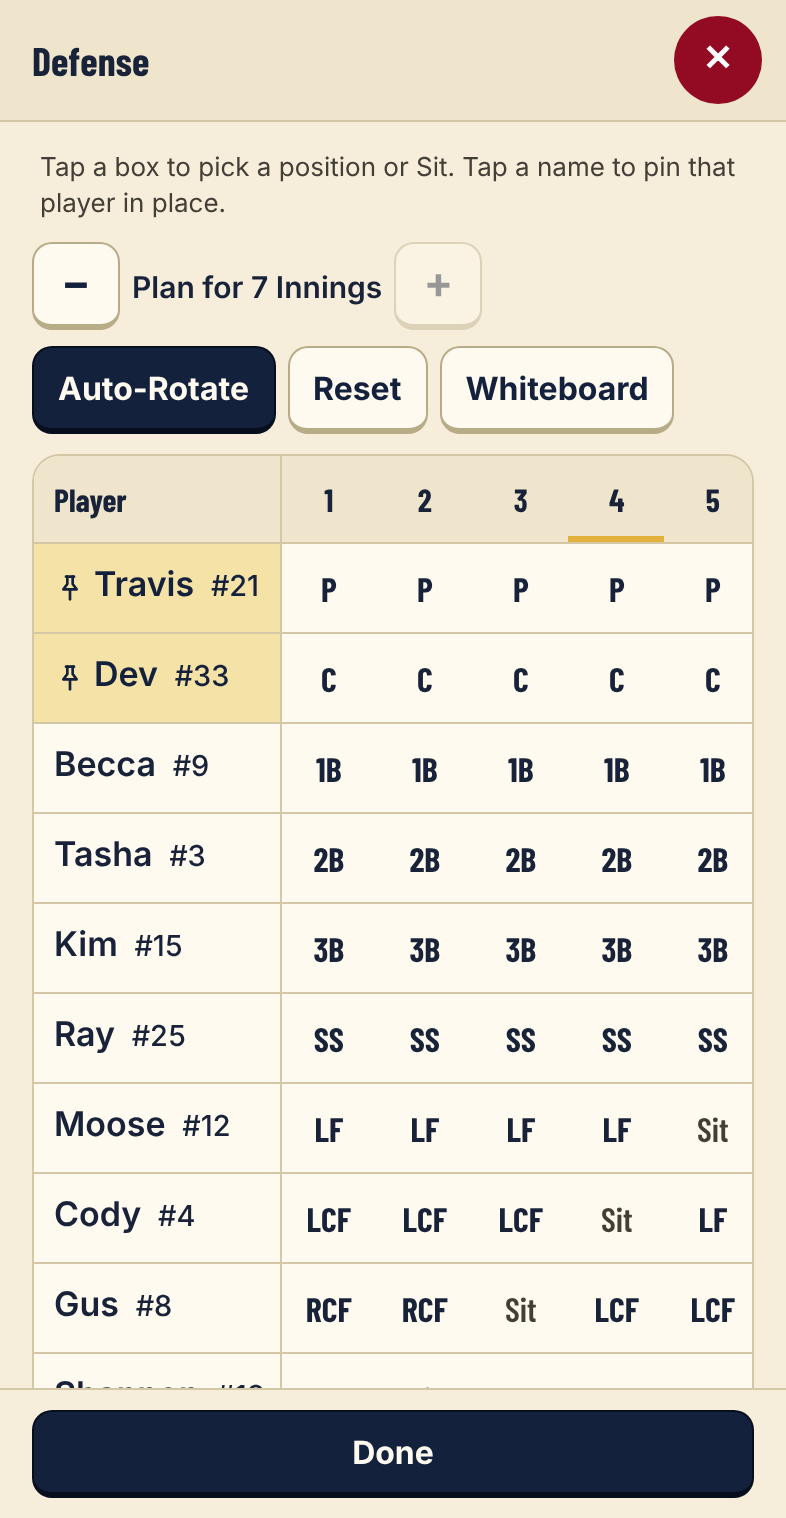 Defense
×
Tap a box to pick a position or Sit. Tap a name to pin that
player in place.
− Plan for 7 Innings +
Auto-Rotate Reset Whiteboard
Player 1 2 3 4 5
Travis #21 P P P P P
Dev #33 C C C C C
Becca #9 1B 1B 1B 1B 1B
Tasha #3 2B 2B 2B 2B 2B
Kim #15 3B 3B 3B 3B 3B
Ray #25 SS SS SS SS SS
Moose #12 LF LF LF LF Sit
Cody #4 LCF LCF LCF Sit LF
Gus #8 RCF RCF Sit LCF LCF
Done